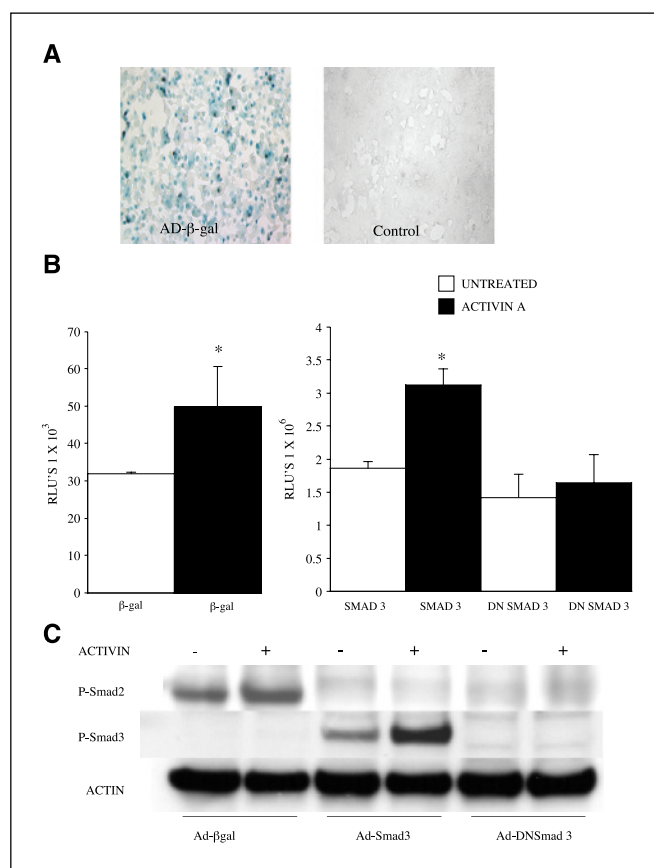 A
AD-β-gal
Control
B
UNTREATED
ACTIVIN A
70
60
50
40
30
20
10
0
RLU'S 1 X 10³
*
β-gal β-gal
4
3.5
3
2.5
2
1.5
1
0.5
0
RLU'S 1 X 10⁶
*
SMAD 3 SMAD 3 DN SMAD 3 DN SMAD 3
C
ACTIVIN - + - + - +
P-Smad2
P-Smad3
ACTIN
Ad-βgal Ad-Smad3 Ad-DNSmad 3